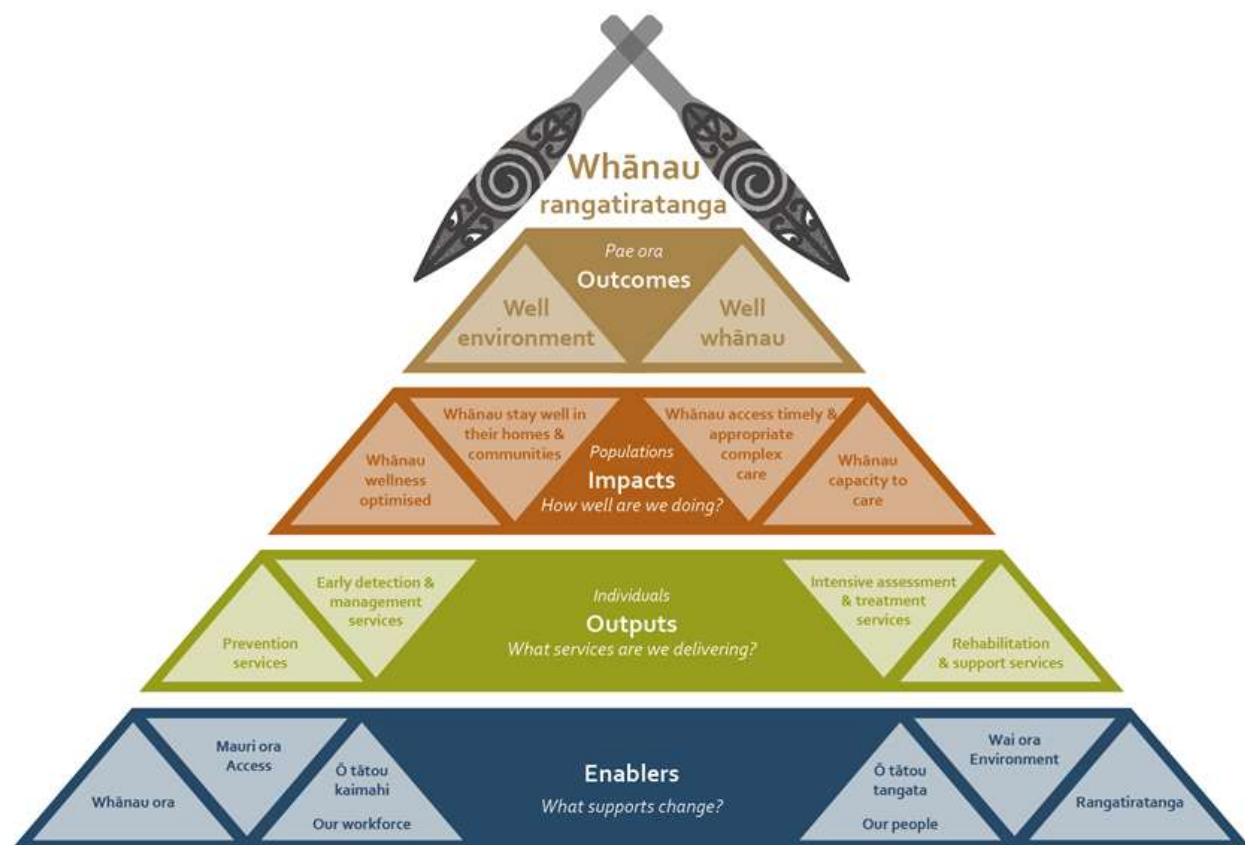 Whānau
rangatiratanga
Pae ora
Outcomes
Well
environment
Well
whānau
Whānau
wellness
optimised
Whānau stay well in
their homes &
communities
Populations
Impacts
How well are we doing?
Whānau access timely &
appropriate
complex
care
Whānau
capacity to
care
Prevention
services
Early detection &
management
services
Individuals
Outputs
What services are we delivering?
Intensive assessment
& treatment
services
Rehabilitation
& support services
Whānau ora
Mauri ora
Access
Ō tātou
kaimahi
Our workforce
Enablers
What supports change?
Ō tātou
tangata
Our people
Wai ora
Environment
Rangatiratanga